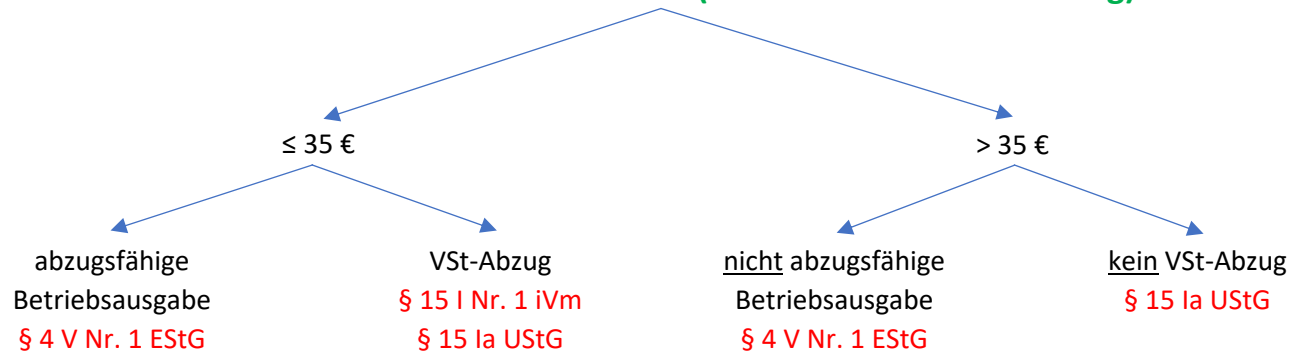 ≤ 35 €
> 35 €
abzugsfähige
Betriebsausgabe
§ 4 V Nr. 1 EStG
VSt-Abzug
§ 15 I Nr. 1 iVm
§ 15 Ia UStG
nicht abzugsfähige
Betriebsausgabe
§ 4 V Nr. 1 EStG
kein VSt-Abzug
§ 15 Ia UStG